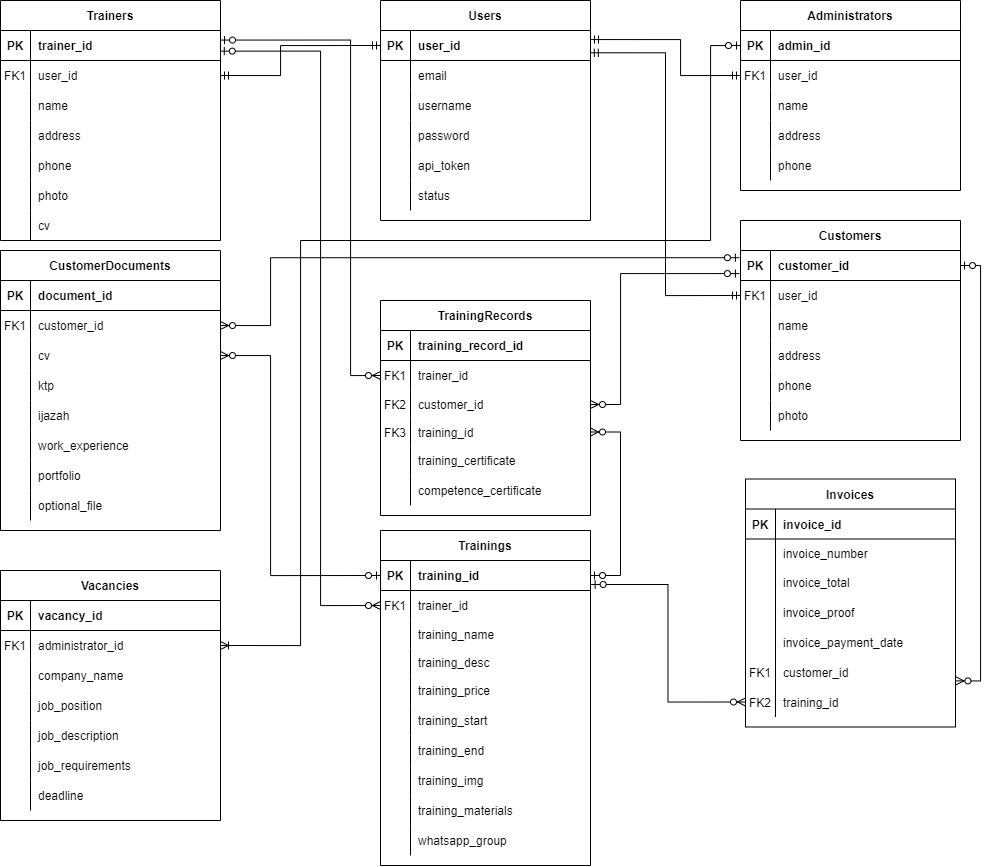 Trainers
PK trainer_id
FK1 user_id
name
address
phone
photo
cv
Users
PK user_id
email
username
password
api_token
status
Administrators
PK admin_id
FK1 user_id
name
address
phone
CustomerDocuments
PK document_id
FK1 customer_id
cv
ktp
ijazah
work_experience
portfolio
optional_file
TrainingRecords
PK training_record_id
FK1 trainer_id
FK2 customer_id
FK3 training_id
training_certificate
competence_certificate
Customers
PK customer_id
FK1 user_id
name
address
phone
photo
Vacancies
PK vacancy_id
FK1 administrator_id
company_name
job_position
job_description
job_requirements
deadline
Trainings
PK training_id
FK1 trainer_id
training_name
training_desc
training_price
training_start
training_end
training_img
training_materials
whatsapp_group
Invoices
PK invoice_id
invoice_number
invoice_total
invoice_proof
invoice_payment_date
FK1 customer_id
FK2 training_id